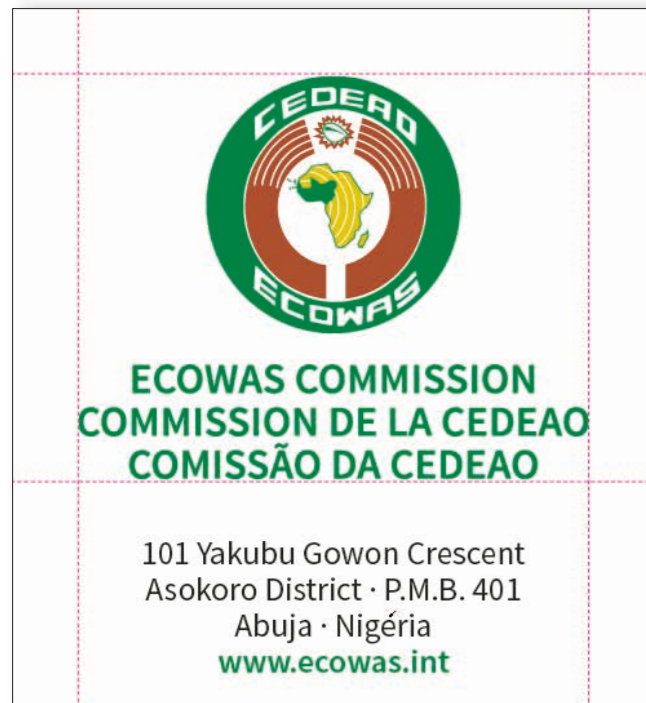 CEDEAO
ECOWAS
ECOWAS COMMISSION
COMMISSION DE LA CEDEAO
COMISSÃO DA CEDEAO
101 Yakubu Gowon Crescent
Asokoro District · P.M.B. 401
Abuja · Nigéria
www.ecowas.int